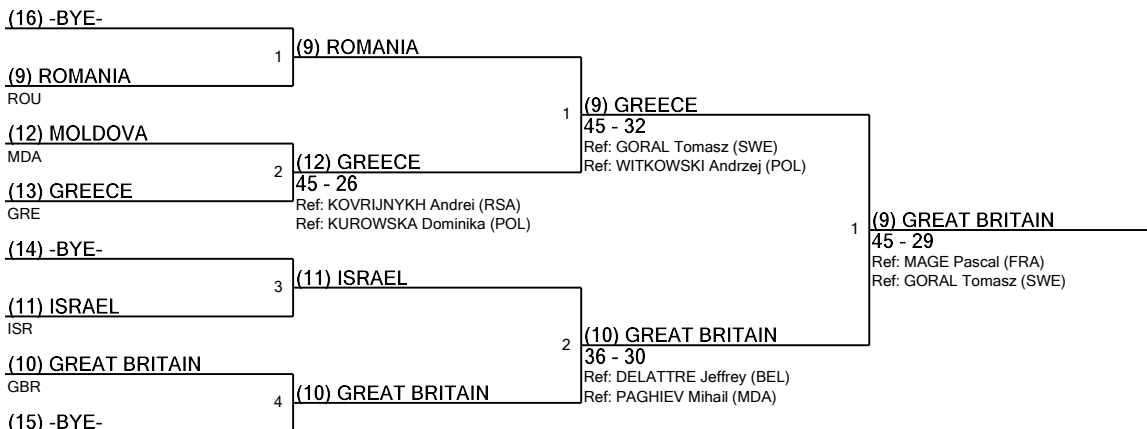 (16) -BYE-
1
(9) ROMANIA
(9) ROMANIA
ROU
1
(9) GREECE
45 - 32
Ref: GORAL Tomasz (SWE)
Ref: WITKOWSKI Andrzej (POL)
(12) MOLDOVA
MDA
2
(12) GREECE
45 - 26
Ref: KOVRIJNYKH Andrei (RSA)
Ref: KUROWSKA Dominika (POL)
(13) GREECE
GRE
1
(9) GREAT BRITAIN
45 - 29
Ref: MAGE Pascal (FRA)
Ref: GORAL Tomasz (SWE)
(14) -BYE-
3
(11) ISRAEL
(11) ISRAEL
ISR
2
(10) GREAT BRITAIN
36 - 30
Ref: DELATTRE Jeffrey (BEL)
Ref: PAGHIEV Mihail (MDA)
(10) GREAT BRITAIN
GBR
4
(10) GREAT BRITAIN
(15) -BYE-